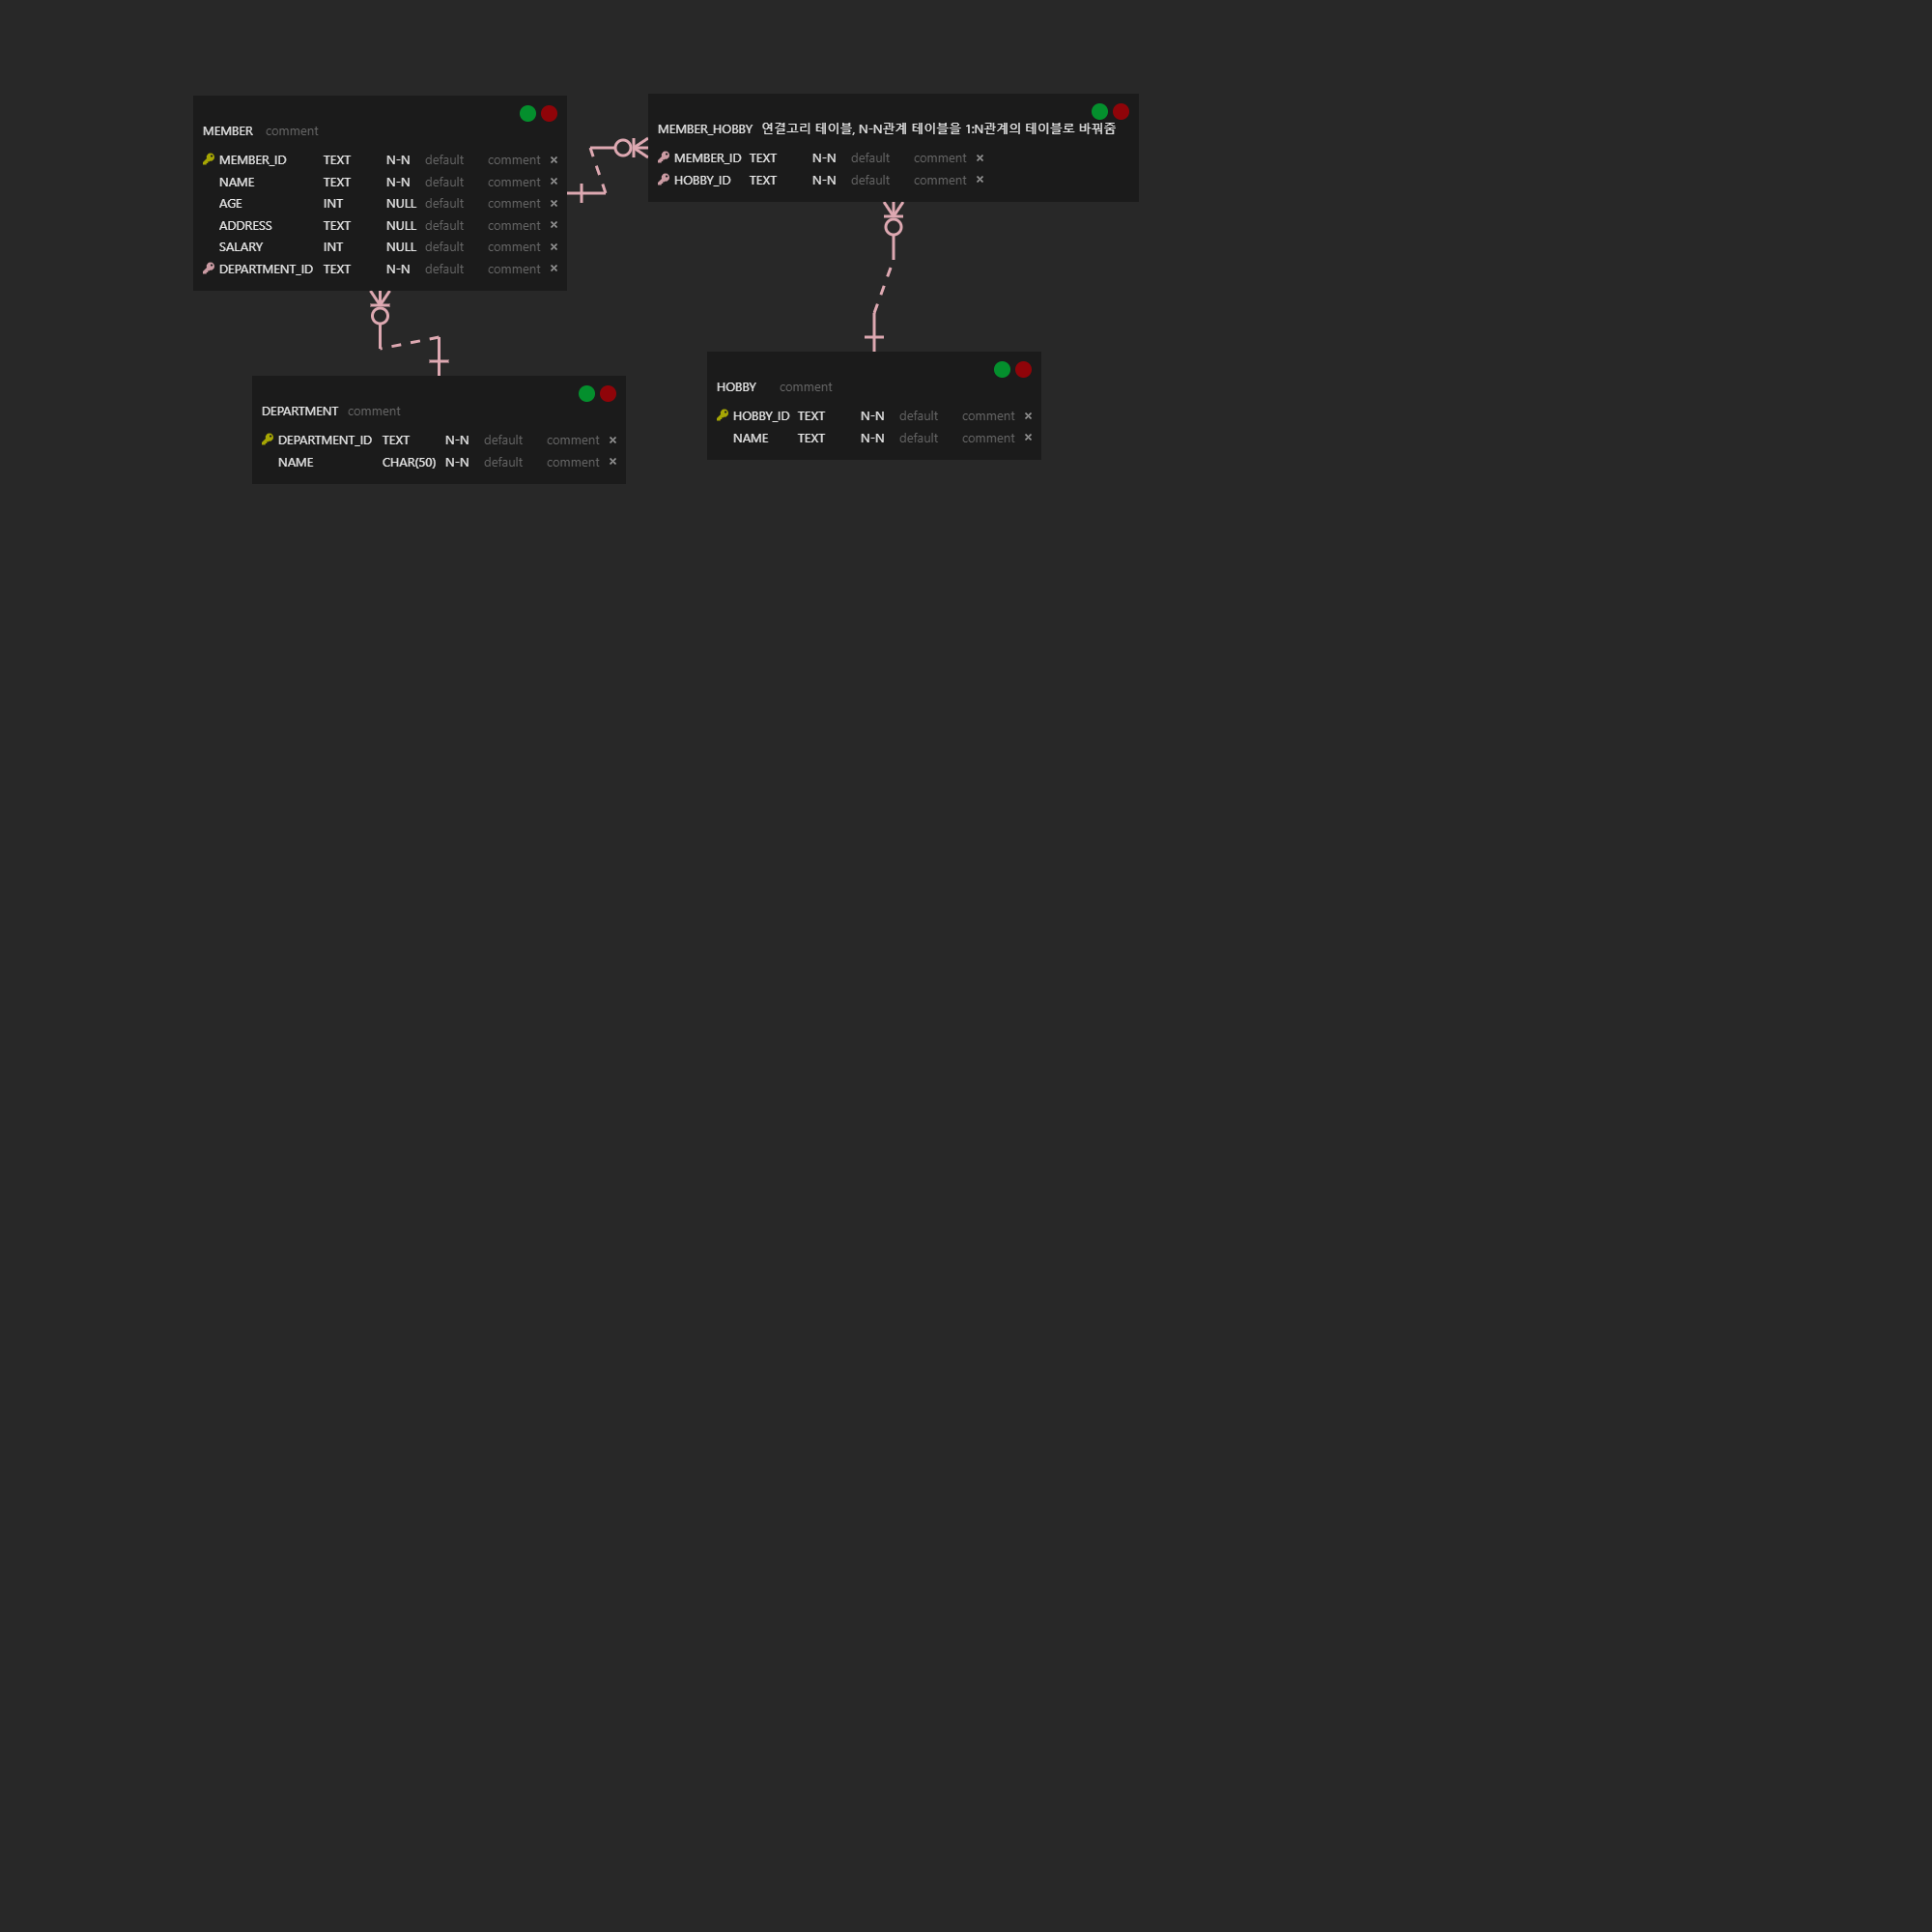 MEMBER comment
MEMBER_ID TEXT N-N default comment ×
NAME TEXT N-N default comment ×
AGE INT NULL default comment ×
ADDRESS TEXT NULL default comment ×
SALARY INT NULL default comment ×
DEPARTMENT_ID TEXT N-N default comment ×
MEMBER_HOBBY 연결고리 테이블, N-N관계 테이블을 1:N관계의 테이블로 바꿔줌
MEMBER_ID TEXT N-N default comment ×
HOBBY_ID TEXT N-N default comment ×
DEPARTMENT comment
DEPARTMENT_ID TEXT N-N default comment ×
NAME CHAR(50) N-N default comment ×
HOBBY comment
HOBBY_ID TEXT N-N default comment ×
NAME TEXT N-N default comment ×